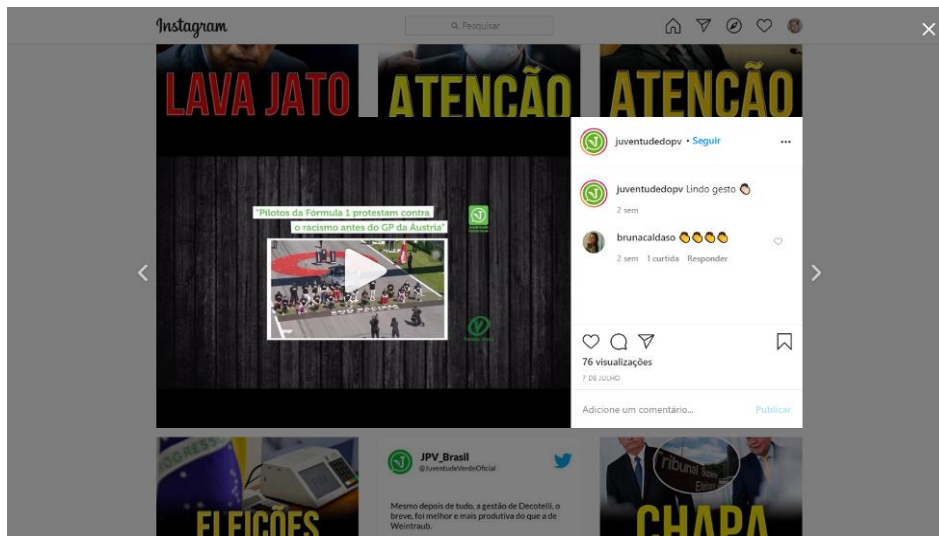 Instagram
Pesquisar
LAVA JATO
ATENÇÃO
ATENÇÃO
"Pilotos da Fórmula 1 protestam contra
o racismo antes do GP da Áustria"
juventudedopv • Seguir
juventudedopv Lindo gesto
2 sem
brunacaldaso
2 sem 1 curtida Responder
76 visualizações
7 DE JULHO
Adicione um comentário...
Publicar
JPV_Brasil
@JuventudeVerdeOficial
Mesmo depois de tudo, a gestão de Decotelli, o
breve, foi melhor e mais produtiva do que a de
Weintraub.
ELEIÇÕES
Tribunal Superior
Eleitoral
CHAPA